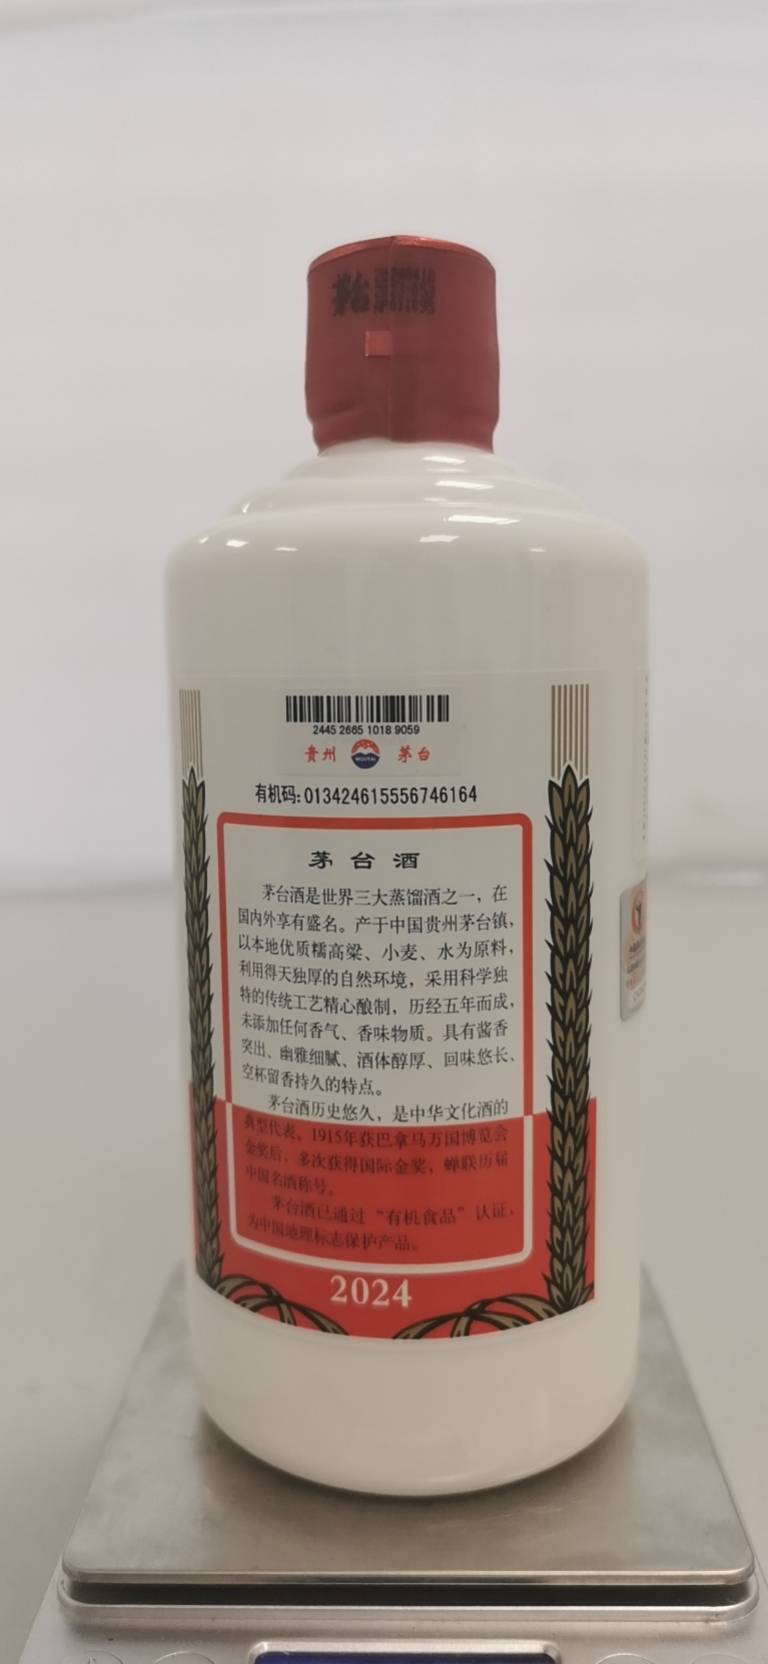 茅台
2445 2665 1018 9059
贵州 MOUTAI 茅台
有机码:013424615556746164
茅台酒
茅台酒是世界三大蒸馏酒之一，在
国内外享有盛名。产于中国贵州茅台镇，
以本地优质糯高粱、小麦、水为原料，
利用得天独厚的自然环境，采用科学独
特的传统工艺精心酿制，历经五年而成，
未添加任何香气、香味物质。具有酱香
突出、幽雅细腻、酒体醇厚、回味悠长、
空杯留香持久的特点。
茅台酒历史悠久，是中华文化酒的
典型代表。1915年获巴拿马万国博览会
金奖后，多次获得国际金奖，蝉联历届
中国名酒称号。
茅台酒已通过“有机食品”认证，
为中国地理标志保护产品。
2024